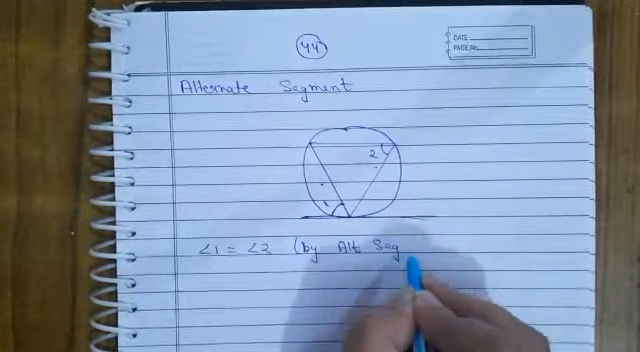 44
DATE
PAGE No.
Alternate Segment
2
1
∠1 = ∠2 (by Alt Seg